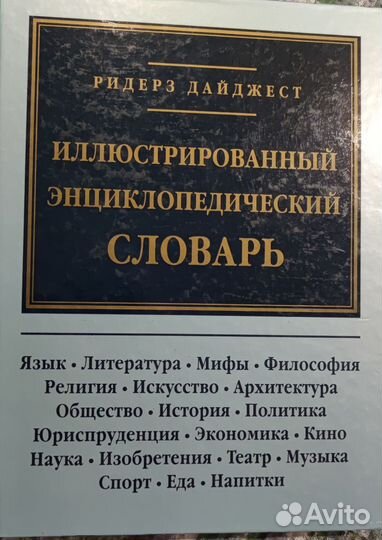 РИДЕРЗ ДАЙДЖЕСТ
ИЛЛЮСТРИРОВАННЫЙ
ЭНЦИКЛОПЕДИЧЕСКИЙ
СЛОВАРЬ
Язык • Литература • Мифы • Философия
Религия • Искусство • Архитектура
Общество • История • Политика
Юриспруденция • Экономика • Кино
Наука • Изобретения • Театр • Музыка
Спорт • Еда • Напитки
Avito